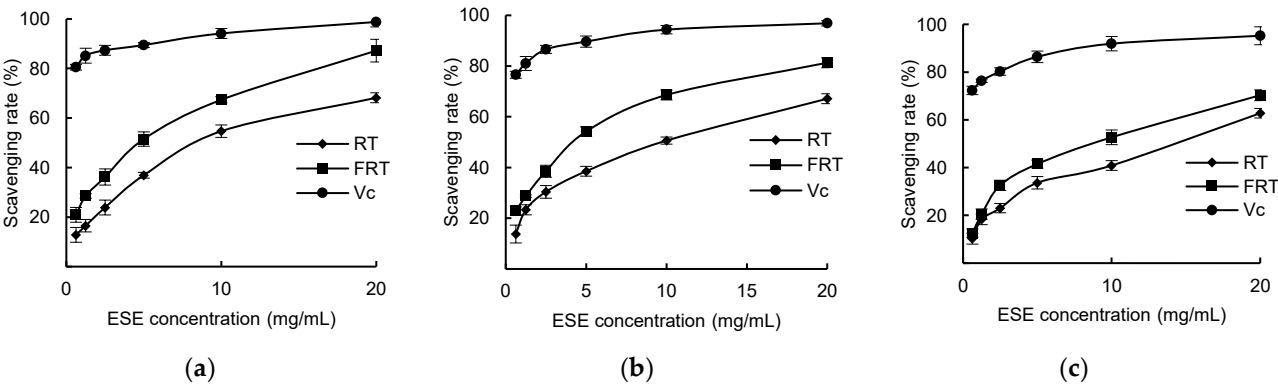 100
80
60
40
20
Scavenging rate (%)
RT
FRT
Vc
0
10
20
ESE concentration (mg/mL)
(a)
100
80
60
40
20
Scavenging rate (%)
RT
FRT
Vc
0
5
10
15
20
ESE concentration (mg/mL)
(b)
100
80
60
40
20
Scavenging rate (%)
RT
FRT
Vc
0
10
20
ESE concentration (mg/mL)
(c)